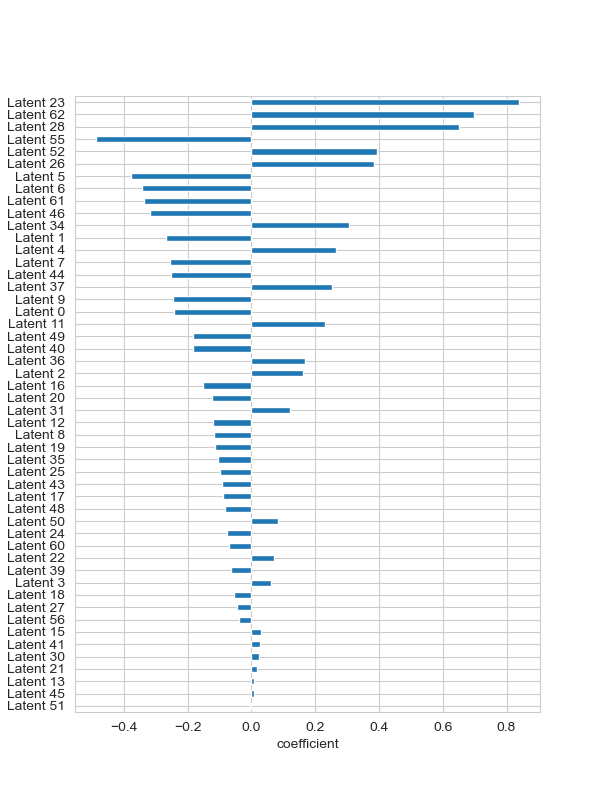 Latent 23
Latent 62
Latent 28
Latent 55
Latent 52
Latent 26
Latent 5
Latent 6
Latent 61
Latent 46
Latent 34
Latent 1
Latent 4
Latent 7
Latent 44
Latent 37
Latent 9
Latent 0
Latent 11
Latent 49
Latent 40
Latent 36
Latent 2
Latent 16
Latent 20
Latent 31
Latent 12
Latent 8
Latent 19
Latent 35
Latent 25
Latent 43
Latent 17
Latent 48
Latent 50
Latent 24
Latent 60
Latent 22
Latent 39
Latent 3
Latent 18
Latent 27
Latent 56
Latent 15
Latent 41
Latent 30
Latent 21
Latent 13
Latent 45
Latent 51
−0.4 −0.2 0.0 0.2 0.4 0.6 0.8
coefficient